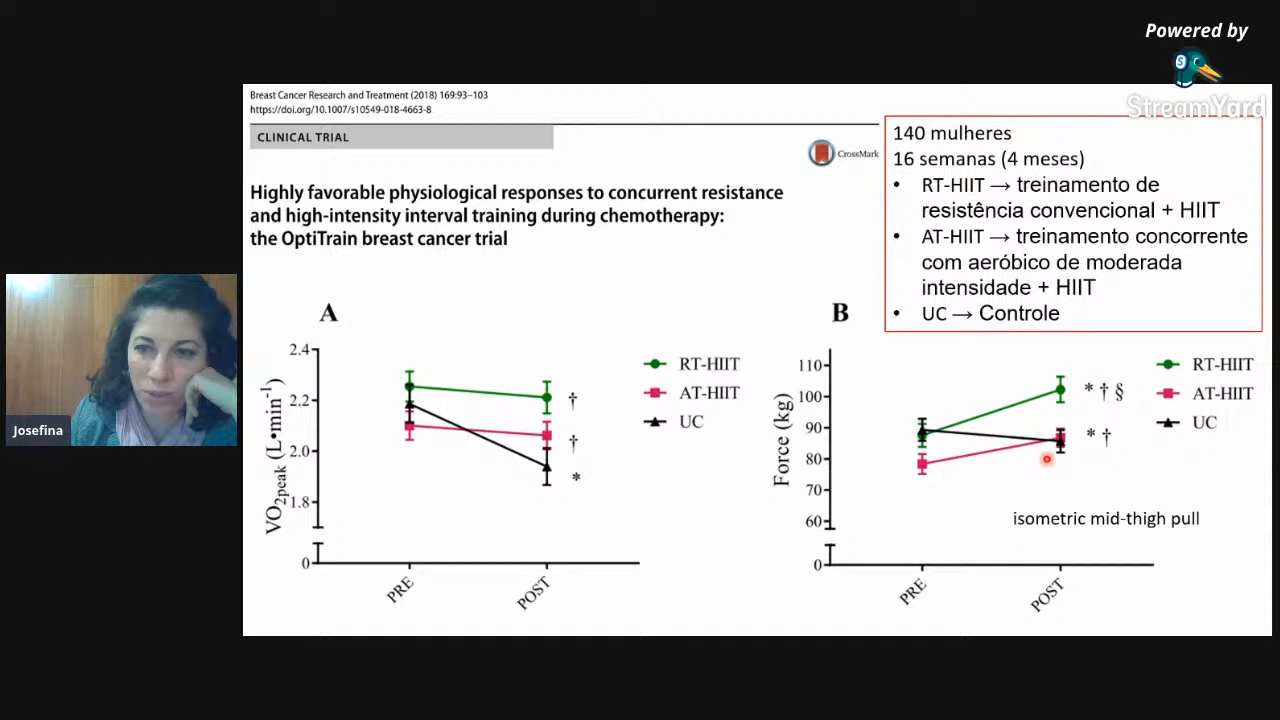 Powered by
StreamYard
Breast Cancer Research and Treatment (2018) 169:93–103
https://doi.org/10.1007/s10549-018-4663-8
CLINICAL TRIAL
CrossMark
Highly favorable physiological responses to concurrent resistance
and high-intensity interval training during chemotherapy:
the OptiTrain breast cancer trial
140 mulheres
16 semanas (4 meses)
• RT-HIIT → treinamento de
resistência convencional + HIIT
• AT-HIIT → treinamento concorrente
com aeróbico de moderada
intensidade + HIIT
• UC → Controle
Josefina
A
VO2peak (L•min-1)
2.4
2.2
2.0
1.8
0
PRE
POST
†
†
*
RT-HIIT
AT-HIIT
UC
B
Force (kg)
110
100
90
80
70
60
0
PRE
POST
* † §
* †
RT-HIIT
AT-HIIT
UC
isometric mid-thigh pull